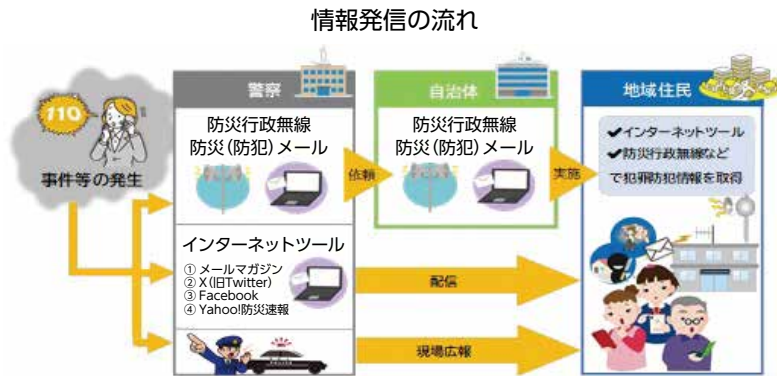 情報発信の流れ
110
事件等の発生
警察
防災行政無線
防災(防犯)メール
依頼
自治体
防災行政無線
防災(防犯)メール
実施
地域住民
✔インターネットツール
✔防災行政無線など
で犯罪防犯情報を取得
インターネットツール
① メールマガジン
② X(旧Twitter)
③ Facebook
④ Yahoo!防災速報
配信
現場広報